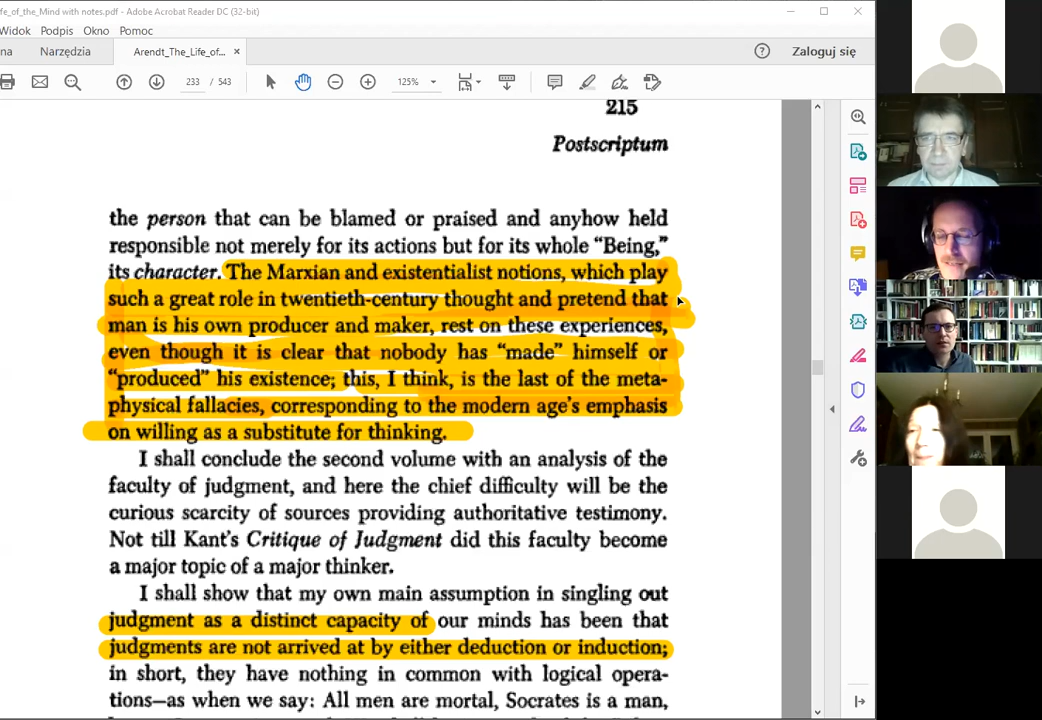 ife_of_the_Mind with notes.pdf - Adobe Acrobat Reader DC (32-bit)
Widok Podpis Okno Pomoc
na Narzędzia Arendt_The_Life_of... × Zaloguj się
233 / 543 125%
215
Postscriptum
the person that can be blamed or praised and anyhow held
responsible not merely for its actions but for its whole “Being,”
its character. The Marxian and existentialist notions, which play
such a great role in twentieth-century thought and pretend that
man is his own producer and maker, rest on these experiences,
even though it is clear that nobody has “made” himself or
“produced” his existence; this, I think, is the last of the meta-
physical fallacies, corresponding to the modern age’s emphasis
on willing as a substitute for thinking.
I shall conclude the second volume with an analysis of the
faculty of judgment, and here the chief difficulty will be the
curious scarcity of sources providing authoritative testimony.
Not till Kant’s Critique of Judgment did this faculty become
a major topic of a major thinker.
I shall show that my own main assumption in singling out
judgment as a distinct capacity of our minds has been that
judgments are not arrived at by either deduction or induction;
in short, they have nothing in common with logical opera-
tions—as when we say: All men are mortal, Socrates is a man,